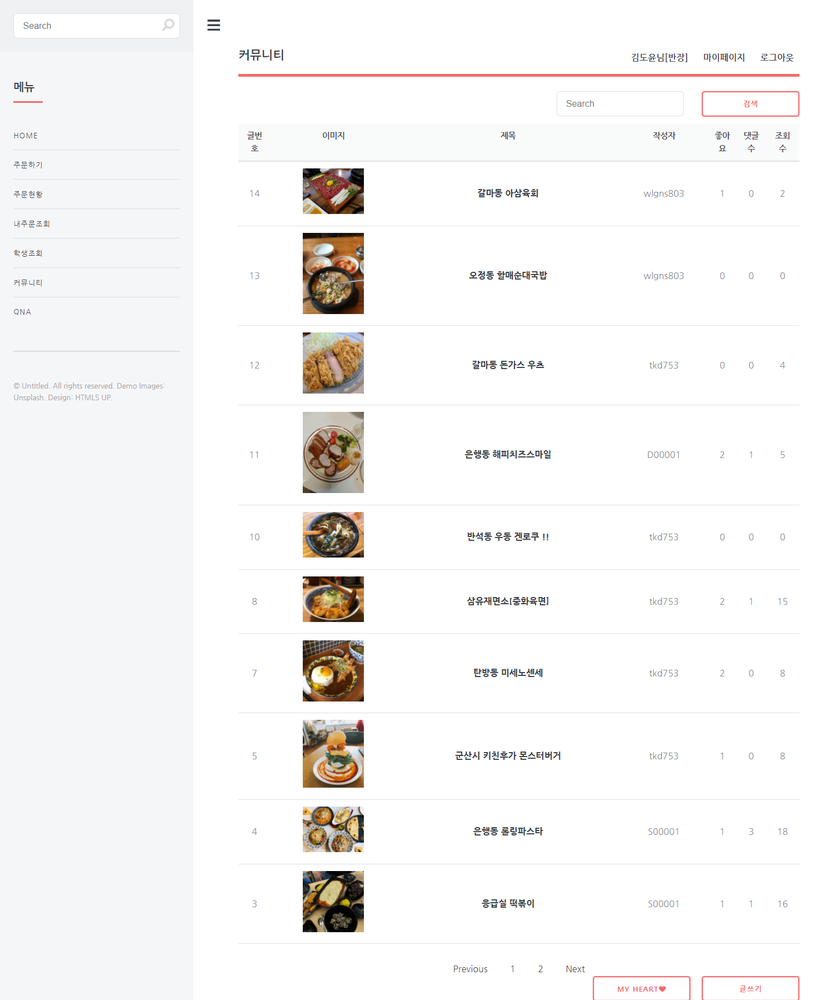 Search
메뉴
HOME
주문하기
주문현황
내주문조회
학생조회
커뮤니티
QNA
© Untitled. All rights reserved. Demo Images:
Unsplash. Design: HTML5 UP.
커뮤니티
김도윤님[반장] 마이페이지 로그아웃
Search 검색
글번호 이미지 제목 작성자 좋아요 댓글수 조회수
14 갈마동 아삼육회 wlgns803 1 0 2
13 오정동 할매순대국밥 wlgns803 0 0 0
12 갈마동 돈가스 우츠 tkd753 0 0 4
11 은행동 해피치즈스마일 D00001 2 1 5
10 반석동 우동 겐로쿠 !! tkd753 0 0 0
8 삼유재면소[중화육면] tkd753 2 1 15
7 탄방동 미세노센세 tkd753 2 0 8
5 군산시 키친후가 몬스터버거 tkd753 1 0 8
4 은행동 롤링파스타 S00001 1 3 18
3 응급실 떡볶이 S00001 1 1 16
Previous 1 2 Next
MY HEART♥ 글쓰기